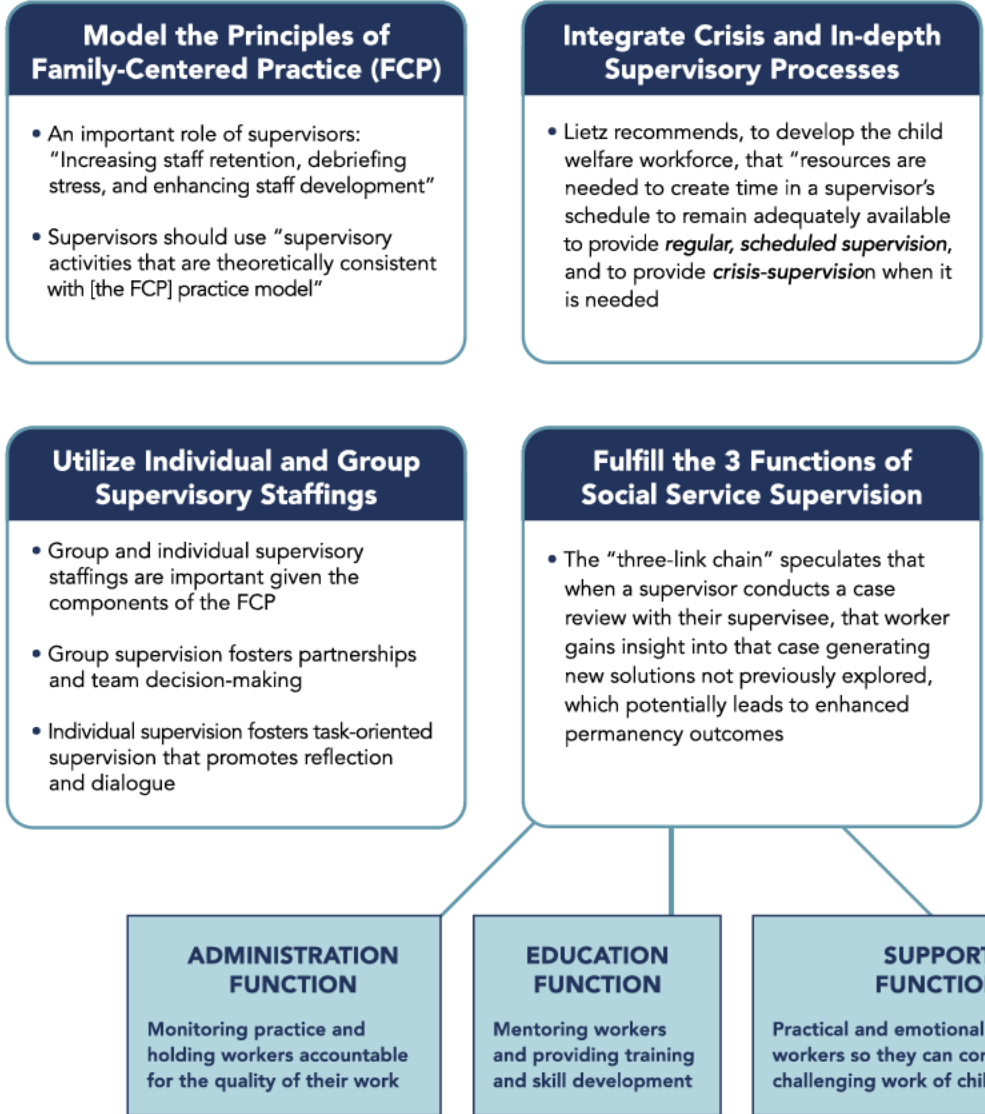 Model the Principles of
Family-Centered Practice (FCP)
• An important role of supervisors:
“Increasing staff retention, debriefing
stress, and enhancing staff development”
• Supervisors should use “supervisory
activities that are theoretically consistent
with [the FCP] practice model”
Integrate Crisis and In-depth
Supervisory Processes
• Lietz recommends, to develop the child
welfare workforce, that “resources are
needed to create time in a supervisor’s
schedule to remain adequately available
to provide regular, scheduled supervision,
and to provide crisis-supervision when it
is needed
Utilize Individual and Group
Supervisory Staffings
• Group and individual supervisory
staffings are important given the
components of the FCP
• Group supervision fosters partnerships
and team decision-making
• Individual supervision fosters task-oriented
supervision that promotes reflection
and dialogue
Fulfill the 3 Functions of
Social Service Supervision
• The “three-link chain” speculates that
when a supervisor conducts a case
review with their supervisee, that worker
gains insight into that case generating
new solutions not previously explored,
which potentially leads to enhanced
permanency outcomes
ADMINISTRATION
FUNCTION
Monitoring practice and
holding workers accountable
for the quality of their work
EDUCATION
FUNCTION
Mentoring workers
and providing training
and skill development
SUPPORT
Practical and emotional
workers so they can
challenging work of